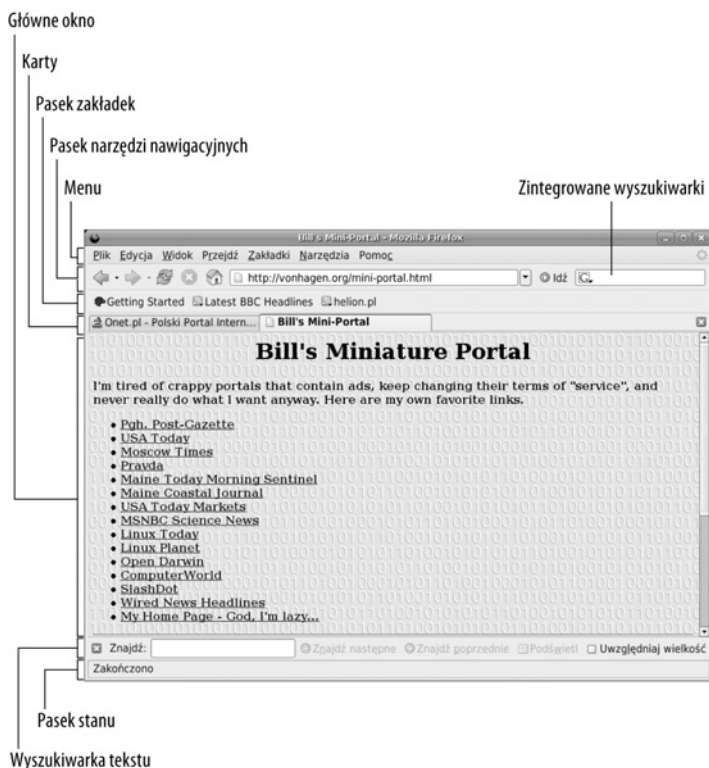 Główne okno
Karty
Pasek zakładek
Pasek narzędzi nawigacyjnych
Menu
Zintegrowane wyszukiwarki
Bill's Mini-Portal - Mozilla Firefox
Plik Edycja Widok Przejdź Zakładki Narzędzia Pomoc
http://vonhagen.org/mini-portal.html Idź G
Getting Started Latest BBC Headlines helion.pl
Onet.pl - Polski Portal Intern... Bill's Mini-Portal
Bill's Miniature Portal
I'm tired of crappy portals that contain ads, keep changing their terms of "service", and
never really do what I want anyway. Here are my own favorite links.
Pgh. Post-Gazette
USA Today
Moscow Times
Pravda
Maine Today Morning Sentinel
Maine Coastal Journal
USA Today Markets
MSNBC Science News
Linux Today
Linux Planet
Open Darwin
ComputerWorld
SlashDot
Wired News Headlines
My Home Page - God, I'm lazy...
Znajdź: Znajdź następne Znajdź poprzednie Podświetl Uwzględniaj wielkość
Zakończono
Pasek stanu
Wyszukiwarka tekstu